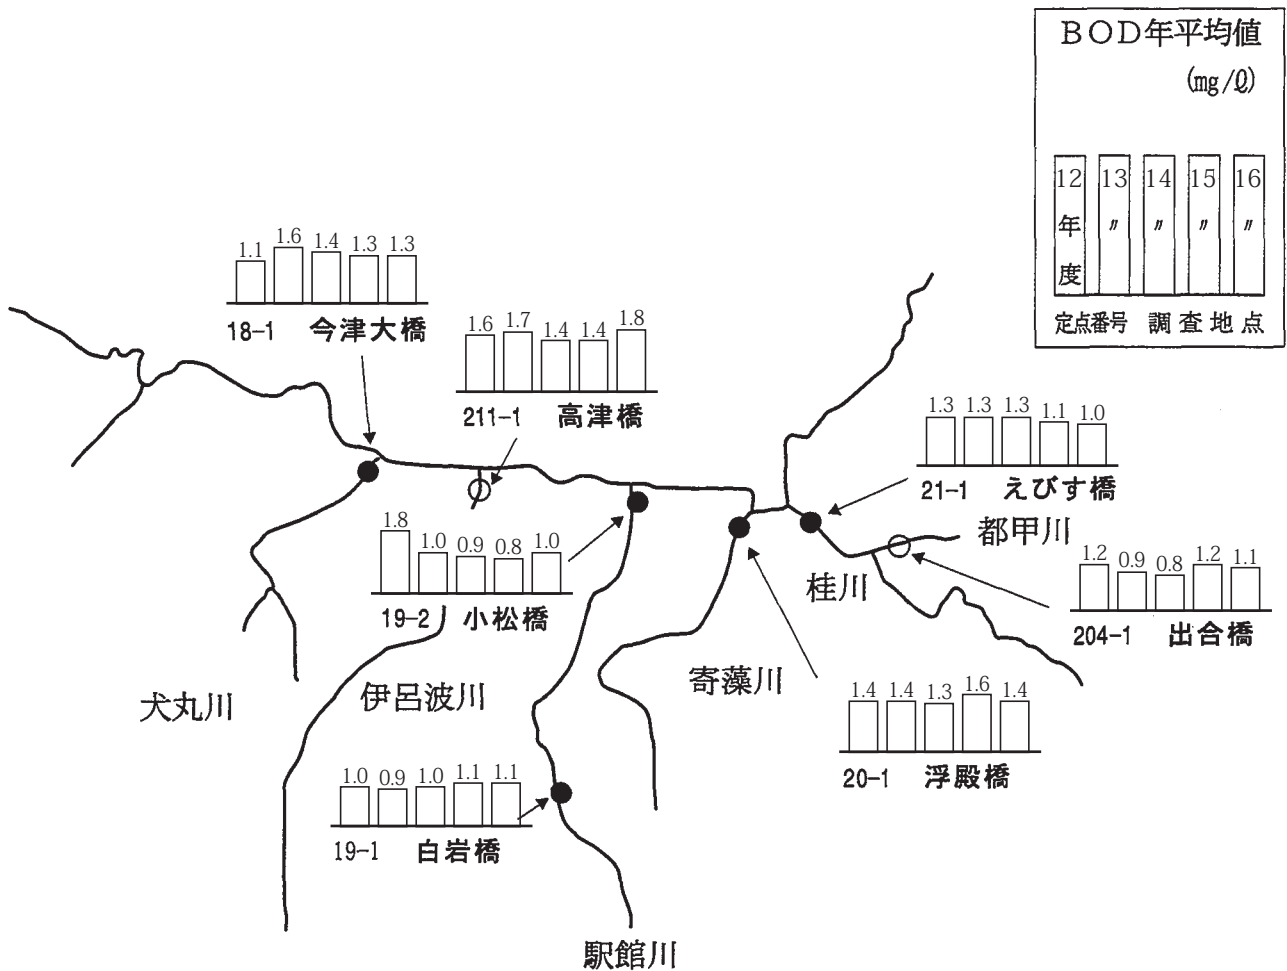 BOD年平均値
(mg/ℓ)
12 13 14 15 16
年 〃 〃 〃 〃
度
定点番号 調査地点
1.1 1.6 1.4 1.3 1.3
18-1 今津大橋
1.6 1.7 1.4 1.4 1.8
211-1 高津橋
1.3 1.3 1.3 1.1 1.0
21-1 えびす橋
都甲川
1.8 1.0 0.9 0.8 1.0
19-2 小松橋
桂川
1.2 0.9 0.8 1.2 1.1
204-1 出合橋
犬丸川
伊呂波川
寄藻川
1.4 1.4 1.3 1.6 1.4
20-1 浮殿橋
1.0 0.9 1.0 1.1 1.1
19-1 白岩橋
駅館川